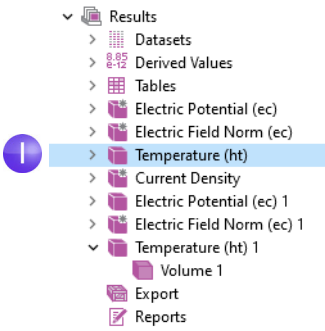 Results
Datasets
8.85
e-12 Derived Values
Tables
Electric Potential (ec)
Electric Field Norm (ec)
1 Temperature (ht)
Current Density
Electric Potential (ec) 1
Electric Field Norm (ec) 1
Temperature (ht) 1
Volume 1
Export
Reports